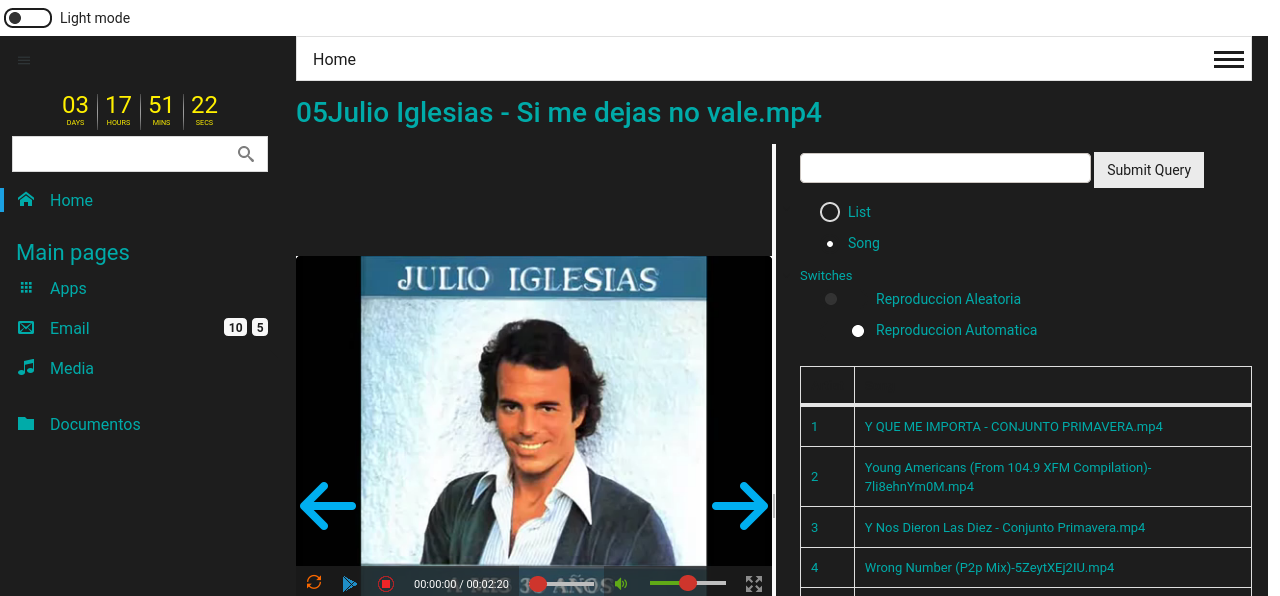 Light mode
Home
03 17 51 22
DAYS HOURS MINS SECS
Home
Main pages
Apps
Email 10 5
Media
Documentos
05Julio Iglesias - Si me dejas no vale.mp4
JULIO IGLESIAS
00:00:00 / 00:02:20
Submit Query
List
Song
Switches
Reproduccion Aleatoria
Reproduccion Automatica
1 Y QUE ME IMPORTA - CONJUNTO PRIMAVERA.mp4
2 Young Americans (From 104.9 XFM Compilation)-
7li8ehnYm0M.mp4
3 Y Nos Dieron Las Diez - Conjunto Primavera.mp4
4 Wrong Number (P2p Mix)-5ZeytXEj2IU.mp4